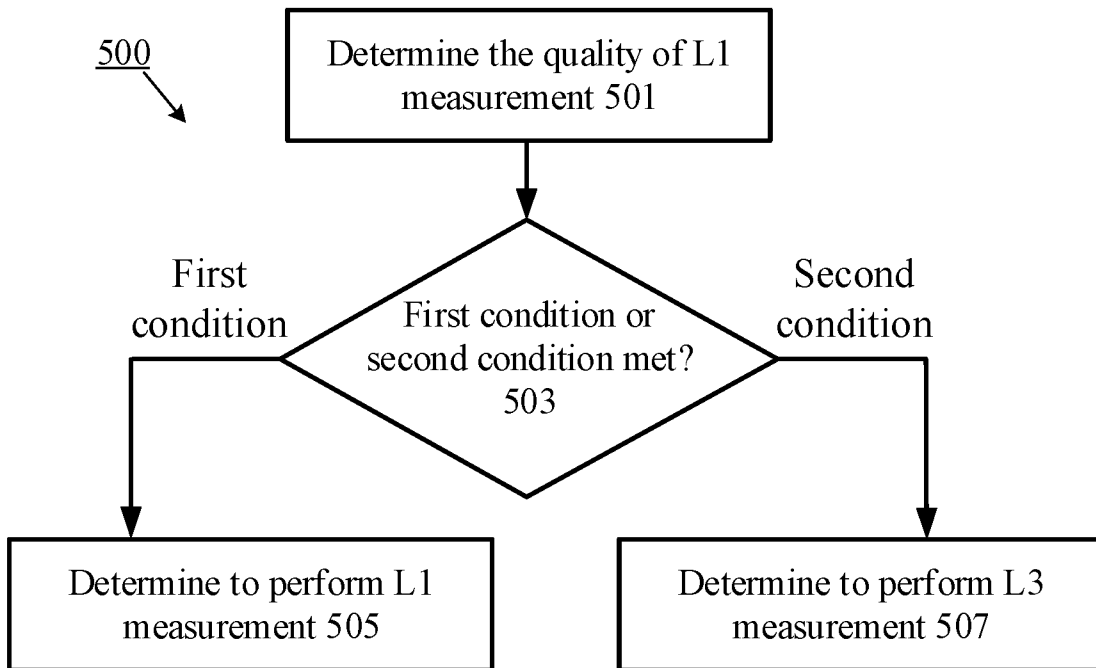 500
Determine the quality of L1
measurement 501
First
condition
First condition or
second condition met?
503
Second
condition
Determine to perform L1
measurement 505
Determine to perform L3
measurement 507